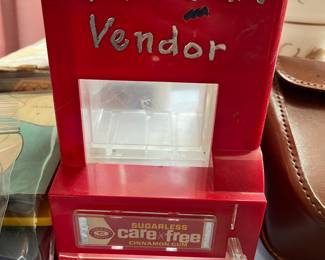 Vendor
SUGARLESS
care free
CINNAMON GUM